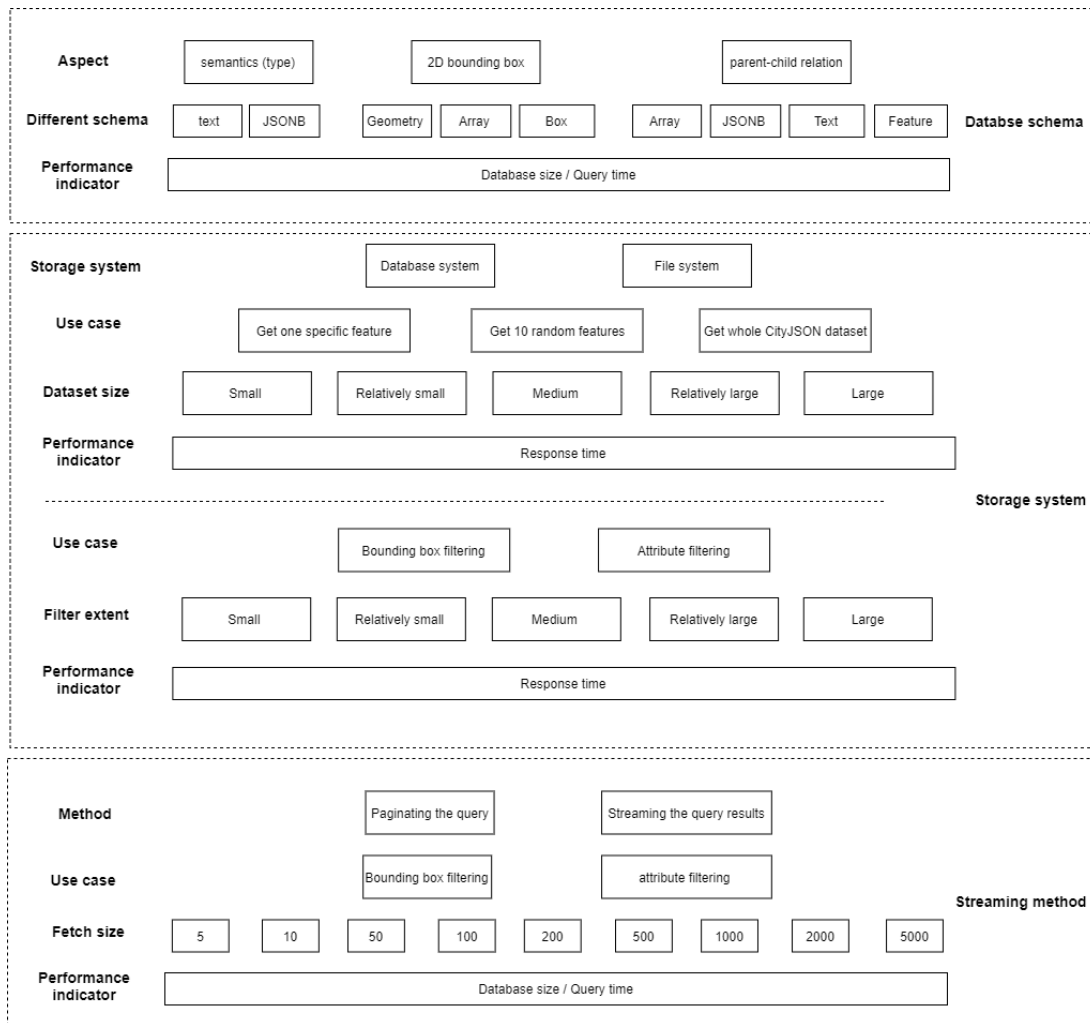 Aspect
semantics (type)
2D bounding box
parent-child relation
Different schema
text
JSONB
Geometry
Array
Box
Array
JSONB
Text
Feature
Databse schema
Performance
indicator
Database size / Query time
Storage system
Database system
File system
Use case
Get one specific feature
Get 10 random features
Get whole CityJSON dataset
Dataset size
Small
Relatively small
Medium
Relatively large
Large
Performance
indicator
Response time
Storage system
Use case
Bounding box filtering
Attribute filtering
Filter extent
Small
Relatively small
Medium
Relatively large
Large
Performance
indicator
Response time
Method
Paginating the query
Streaming the query results
Use case
Bounding box filtering
attribute filtering
Streaming method
Fetch size
5
10
50
100
200
500
1000
2000
5000
Performance
indicator
Database size / Query time